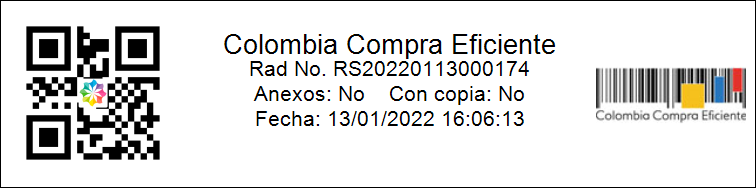 Colombia Compra Eficiente
Rad No. RS20220113000174
Anexos: No    Con copia: No
Fecha: 13/01/2022 16:06:13
Colombia Compra Eficiente